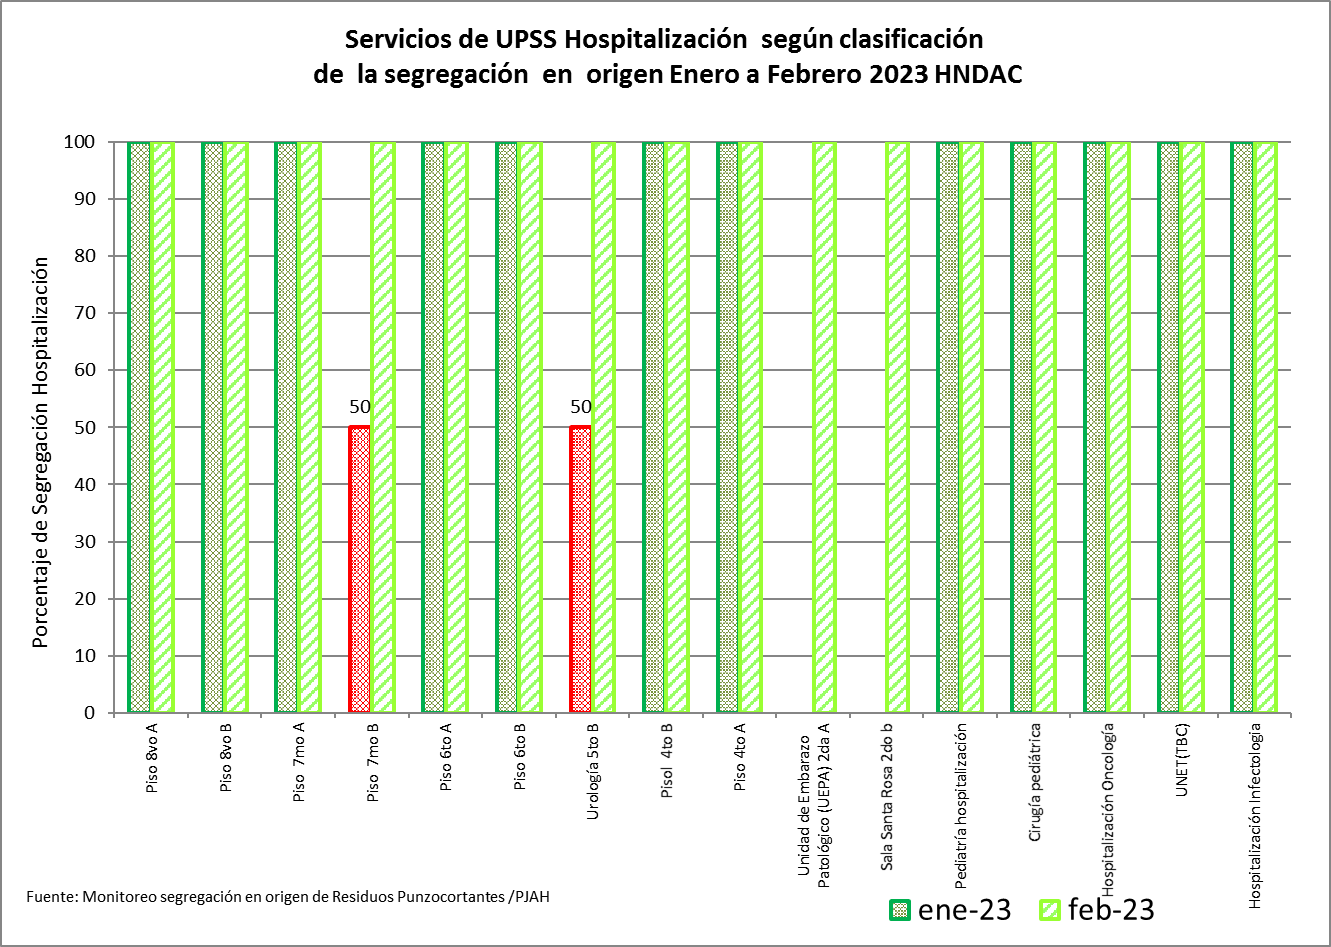 Servicios de UPSS Hospitalización según clasificación
de la segregación en origen Enero a Febrero 2023 HNDAC
Porcentaje de Segregación Hospitalización
100
90
80
70
60
50
40
30
20
10
0
50
50
Piso 8vo A
Piso 8vo B
Piso 7mo A
Piso 7mo B
Piso 6to A
Piso 6to B
Urología 5to B
Pisol 4to B
Piso 4to A
Unidad de Embarazo
Patológico (UEPA) 2da A
Sala Santa Rosa 2do b
Pediatría hospitalización
Cirugía pediátrica
Hospitalización Oncología
UNET(TBC)
Hospitalización Infectologia
Fuente: Monitoreo segregación en origen de Residuos Punzocortantes /PJAH
ene-23
feb-23